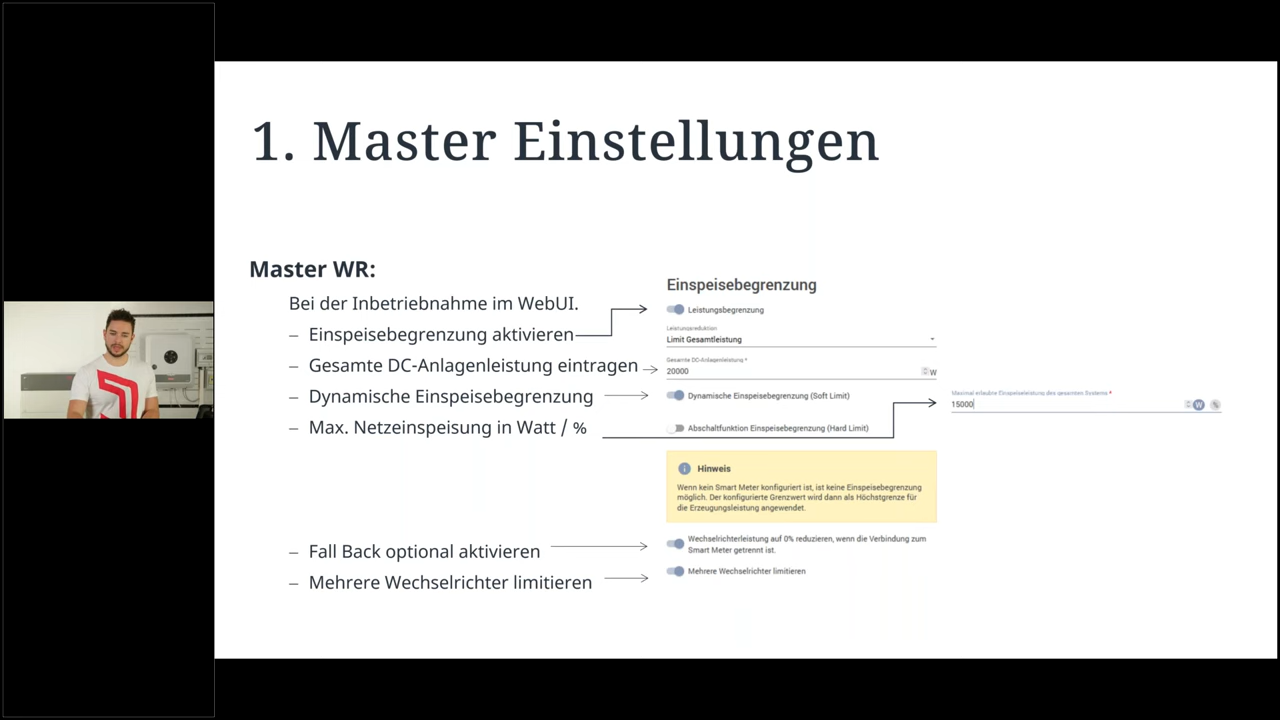 1. Master Einstellungen
Master WR:
Bei der Inbetriebnahme im WebUI.
– Einspeisebegrenzung aktivieren
– Gesamte DC-Anlagenleistung eintragen
– Dynamische Einspeisebegrenzung
– Max. Netzeinspeisung in Watt / %
– Fall Back optional aktivieren
– Mehrere Wechselrichter limitieren
Einspeisebegrenzung
Leistungsbegrenzung
Leistungsreduktion
Limit Gesamtleistung
Gesamte DC-Anlagenleistung *
20000
W
Dynamische Einspeisebegrenzung (Soft Limit)
Maximal erlaubte Einspeiseleistung des gesamten Systems *
15000
W %
Abschaltfunktion Einspeisebegrenzung (Hard Limit)
i Hinweis
Wenn kein Smart Meter konfiguriert ist, ist keine Einspeisebegrenzung
möglich. Der konfigurierte Grenzwert wird dann als Höchstgrenze für
die Erzeugungsleistung angewendet.
Wechselrichterleistung auf 0% reduzieren, wenn die Verbindung zum
Smart Meter getrennt ist.
Mehrere Wechselrichter limitieren